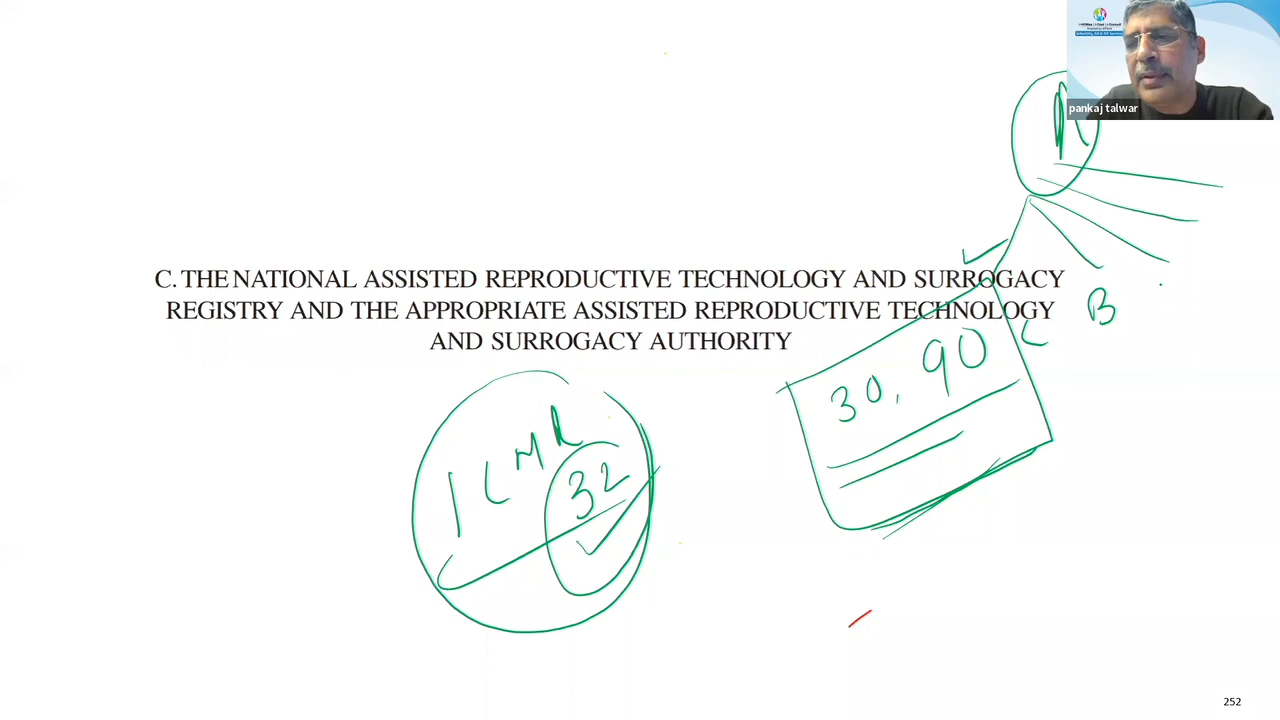 pankaj talwar
C. THE NATIONAL ASSISTED REPRODUCTIVE TECHNOLOGY AND SURROGACY
REGISTRY AND THE APPROPRIATE ASSISTED REPRODUCTIVE TECHNOLOGY
AND SURROGACY AUTHORITY
B
30, 90
ICMR
32
252